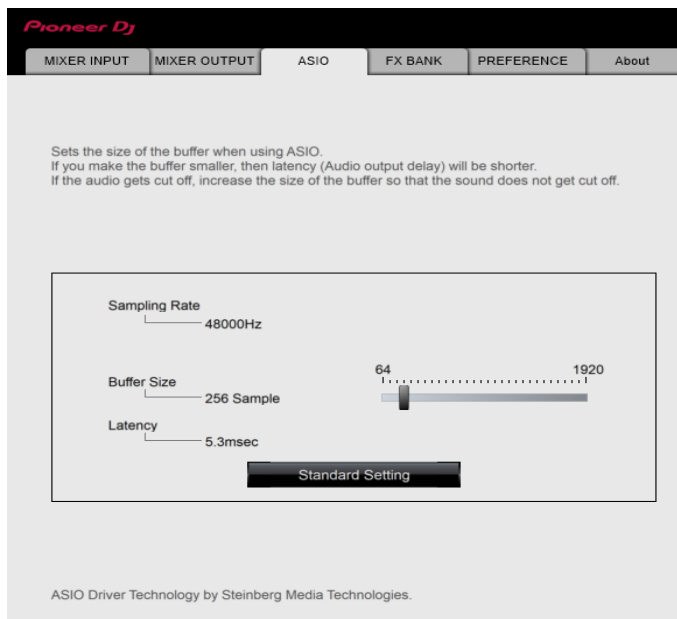 Pioneer Dj
MIXER INPUT MIXER OUTPUT ASIO FX BANK PREFERENCE About
Sets the size of the buffer when using ASIO.
If you make the buffer smaller, then latency (Audio output delay) will be shorter.
If the audio gets cut off, increase the size of the buffer so that the sound does not get cut off.
Sampling Rate
48000Hz
64 1920
Buffer Size
256 Sample
Latency
5.3msec
Standard Setting
ASIO Driver Technology by Steinberg Media Technologies.